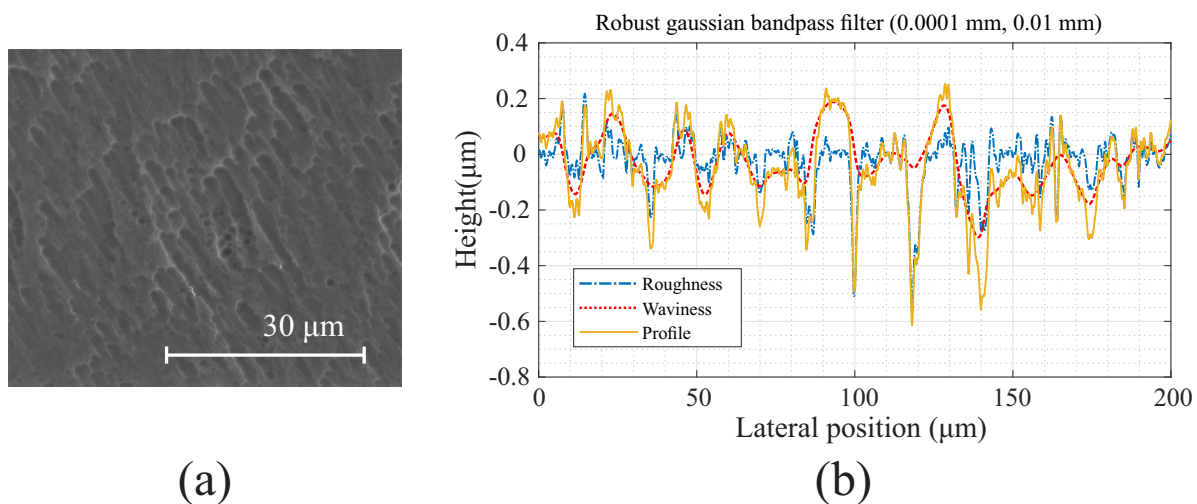 (a)
30 μm
(b)
Robust gaussian bandpass filter (0.0001 mm, 0.01 mm)
Height(μm)
0.4
0.2
0
-0.2
-0.4
-0.6
-0.8
Roughness
Waviness
Profile
0 50 100 150 200
Lateral position (μm)